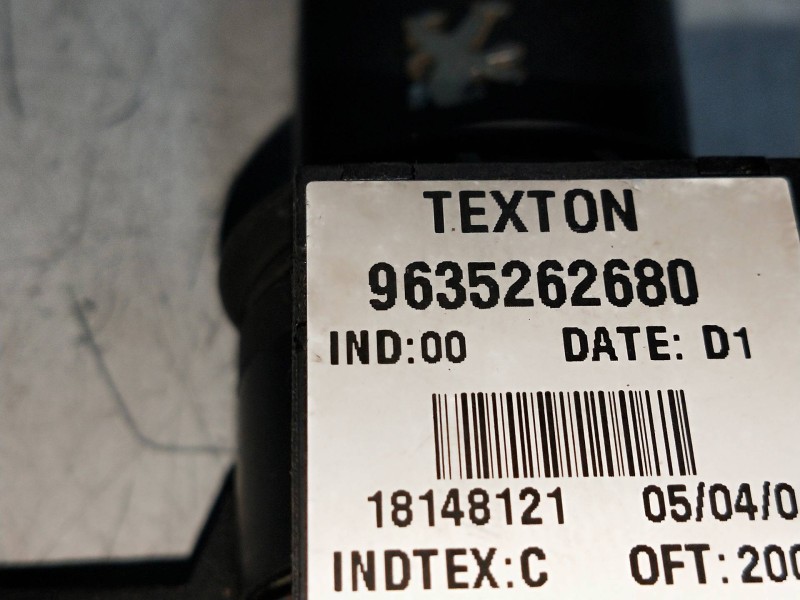 TEXTON
9635262680
IND:00 DATE: D1
18148121 05/04/0
INDTEX:C OFT:200